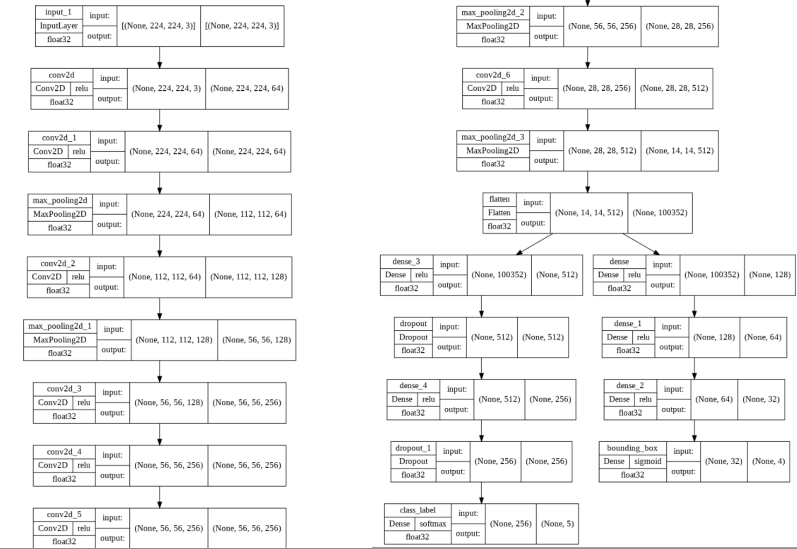 input_1 input: [(None, 224, 224, 3)] [(None, 224, 224, 3)]
InputLayer
float32 output:
conv2d input: (None, 224, 224, 3) (None, 224, 224, 64)
Conv2D relu
float32 output:
conv2d_1 input: (None, 224, 224, 64) (None, 224, 224, 64)
Conv2D relu
float32 output:
max_pooling2d input: (None, 224, 224, 64) (None, 112, 112, 64)
MaxPooling2D
float32 output:
conv2d_2 input: (None, 112, 112, 64) (None, 112, 112, 128)
Conv2D relu
float32 output:
max_pooling2d_1 input: (None, 112, 112, 128) (None, 56, 56, 128)
MaxPooling2D
float32 output:
conv2d_3 input: (None, 56, 56, 128) (None, 56, 56, 256)
Conv2D relu
float32 output:
conv2d_4 input: (None, 56, 56, 256) (None, 56, 56, 256)
Conv2D relu
float32 output:
conv2d_5 input: (None, 56, 56, 256) (None, 56, 56, 256)
Conv2D relu
float32 output:
max_pooling2d_2 input: (None, 56, 56, 256) (None, 28, 28, 256)
MaxPooling2D
float32 output:
conv2d_6 input: (None, 28, 28, 256) (None, 28, 28, 512)
Conv2D relu
float32 output:
max_pooling2d_3 input: (None, 28, 28, 512) (None, 14, 14, 512)
MaxPooling2D
float32 output:
flatten input: (None, 14, 14, 512) (None, 100352)
Flatten
float32 output:
dense_3 input: (None, 100352) (None, 512)
Dense relu
float32 output:
dropout input: (None, 512) (None, 512)
Dropout
float32 output:
dense_4 input: (None, 512) (None, 256)
Dense relu
float32 output:
dropout_1 input: (None, 256) (None, 256)
Dropout
float32 output:
class_label input: (None, 256) (None, 5)
Dense softmax
float32 output:
dense input: (None, 100352) (None, 128)
Dense relu
float32 output:
dense_1 input: (None, 128) (None, 64)
Dense relu
float32 output:
dense_2 input: (None, 64) (None, 32)
Dense relu
float32 output:
bounding_box input: (None, 32) (None, 4)
Dense sigmoid
float32 output: